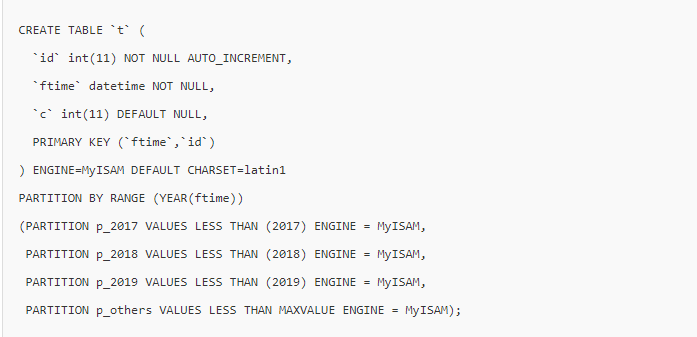 CREATE TABLE `t` (
`id` int(11) NOT NULL AUTO_INCREMENT,
`ftime` datetime NOT NULL,
`c` int(11) DEFAULT NULL,
PRIMARY KEY (`ftime`,`id`)
) ENGINE=MyISAM DEFAULT CHARSET=latin1
PARTITION BY RANGE (YEAR(ftime))
(PARTITION p_2017 VALUES LESS THAN (2017) ENGINE = MyISAM,
PARTITION p_2018 VALUES LESS THAN (2018) ENGINE = MyISAM,
PARTITION p_2019 VALUES LESS THAN (2019) ENGINE = MyISAM,
PARTITION p_others VALUES LESS THAN MAXVALUE ENGINE = MyISAM);